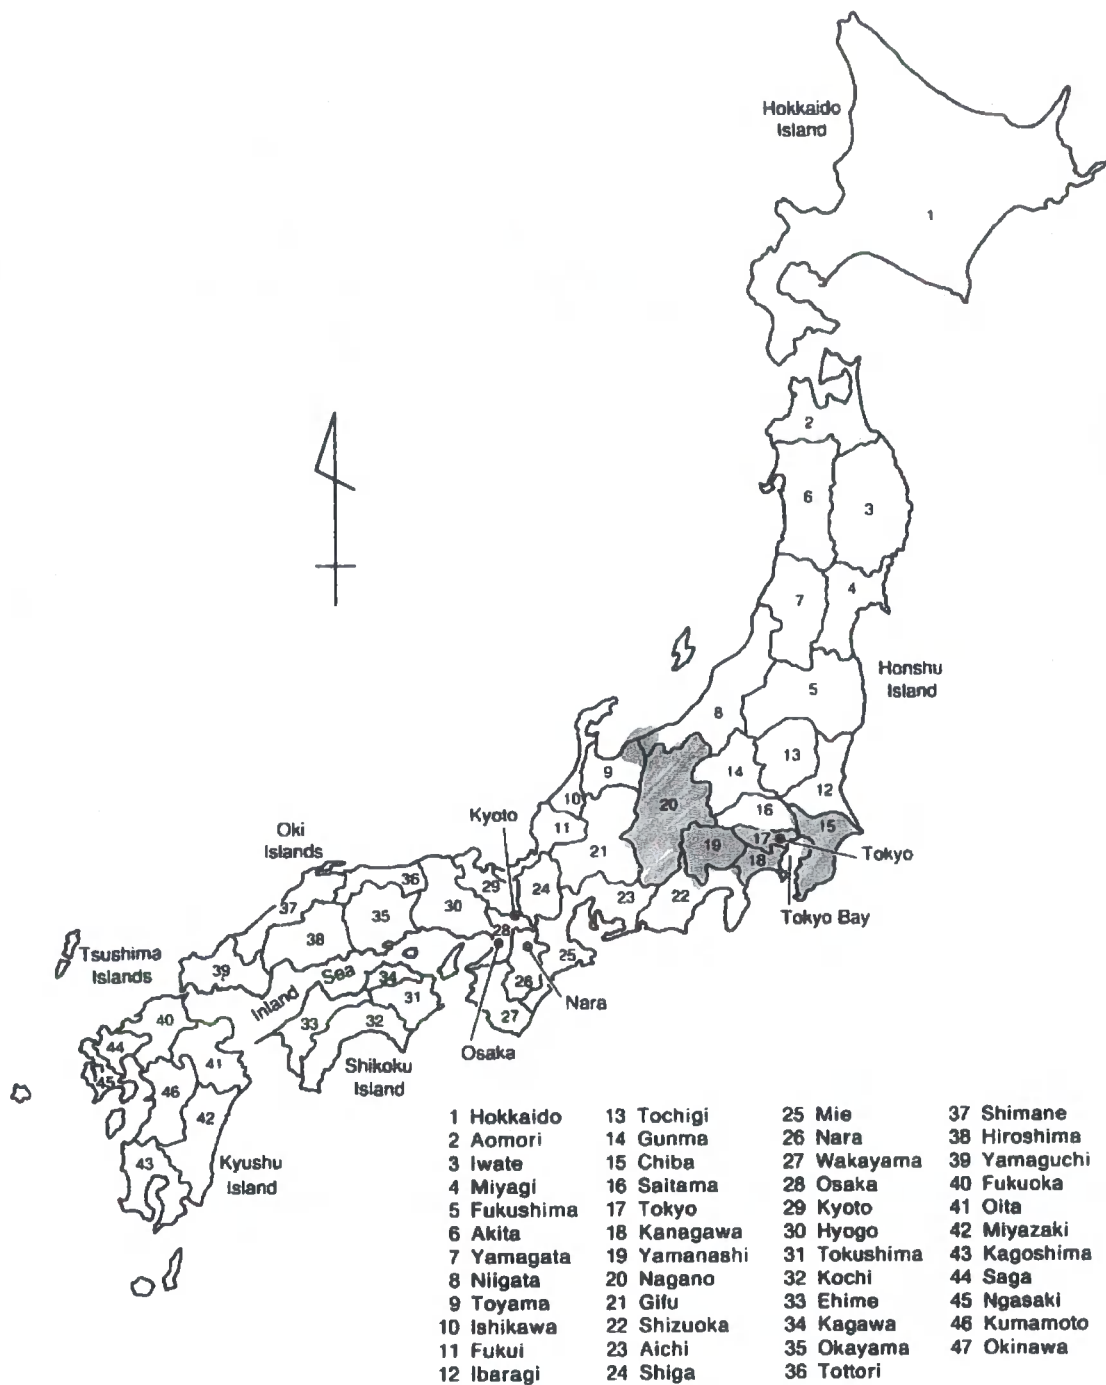 Hokkaido
Island
1
2
6
3
4
7
Honshu
Island
5
8
13
14
9
12
10
20
16
Kyoto
15
11
17
Oki
Islands
19
18
Tokyo
21
36
29
24
23
22
Tokyo Bay
37
35
30
38
28
Tsushima
Islands
39
25
Inland Sea
34
26
31
Nara
40
33
32
27
44
41
Osaka
45
46
Shikoku
Island
42
43
Kyushu
Island
1 Hokkaido
2 Aomori
3 Iwate
4 Miyagi
5 Fukushima
6 Akita
7 Yamagata
8 Niigata
9 Toyama
10 Ishikawa
11 Fukui
12 Ibaragi
13 Tochigi
14 Gunma
15 Chiba
16 Saitama
17 Tokyo
18 Kanagawa
19 Yamanashi
20 Nagano
21 Gifu
22 Shizuoka
23 Aichi
24 Shiga
25 Mie
26 Nara
27 Wakayama
28 Osaka
29 Kyoto
30 Hyogo
31 Tokushima
32 Kochi
33 Ehime
34 Kagawa
35 Okayama
36 Tottori
37 Shimane
38 Hiroshima
39 Yamaguchi
40 Fukuoka
41 Oita
42 Miyazaki
43 Kagoshima
44 Saga
45 Ngasaki
46 Kumamoto
47 Okinawa